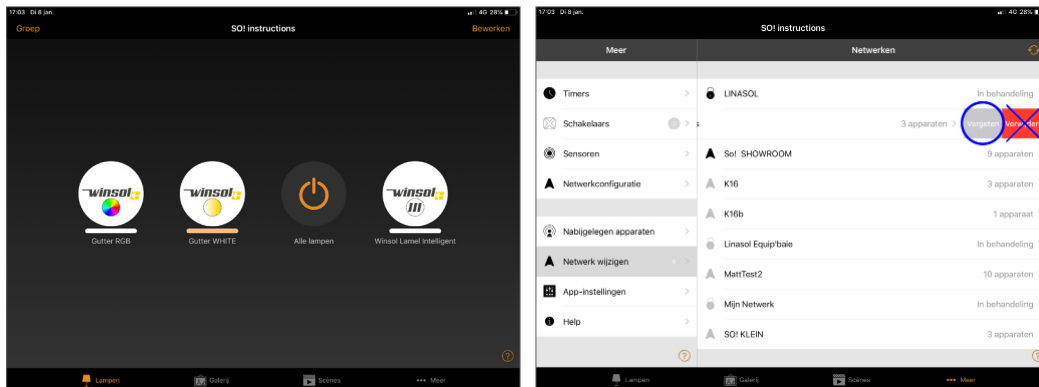 17:03 Di 8 jan.
4G 28%
Groep
SO! instructions
Bewerken
winsol
winsol
winsol
Gutter RGB
Gutter WHITE
Alle lampen
Winsol Lamel Intelligent
?
Lampen
Galerij
Scènes
Meer
17:03 Di 8 jan.
4G 28%
SO! instructions
Meer
Netwerken
Timers
LINASOL
In behandeling
Schakelaars
s
3 apparaten
Vergeten
Sensoren
So! SHOWROOM
9 apparaten
Netwerkconfiguratie
K16
3 apparaten
K16b
1 apparaat
Nabijgelegen apparaten
Linasol Equip'baie
In behandeling
Netwerk wijzigen
MattTest2
10 apparaten
App-instellingen
Mijn Netwerk
In behandeling
Help
SO! KLEIN
3 apparaten
?
?
Lampen
Galerij
Scènes
Meer